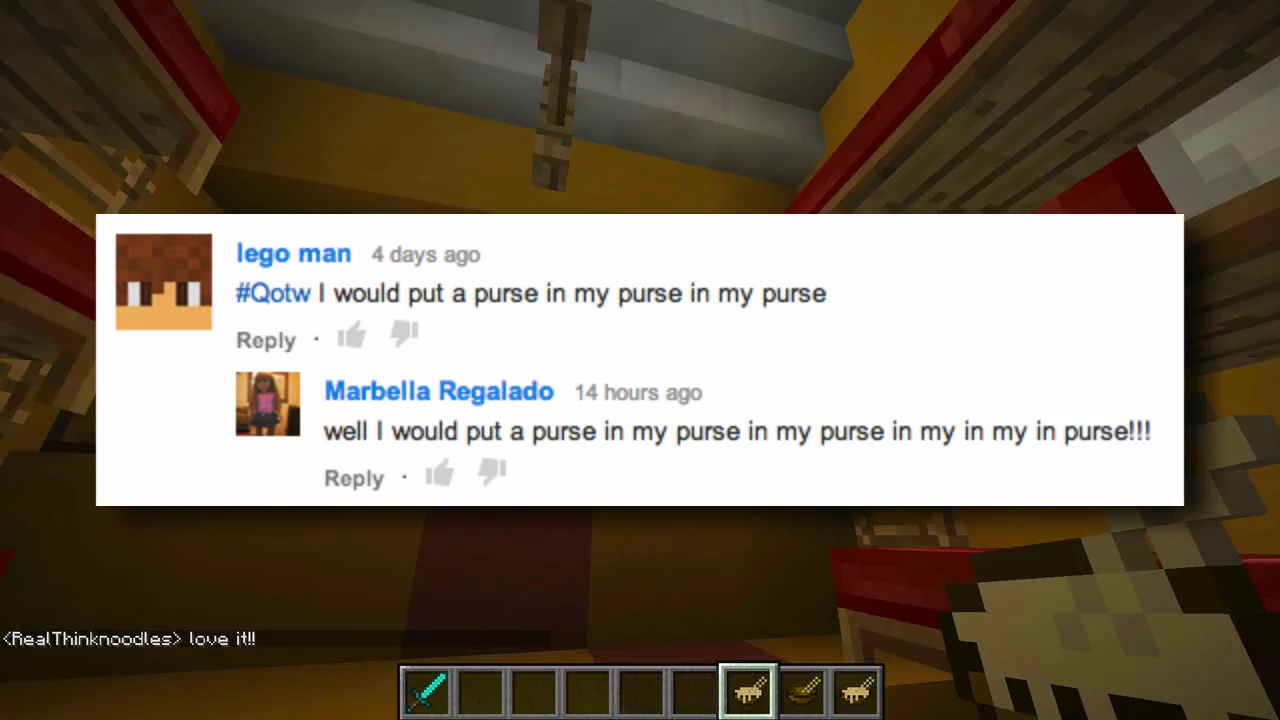 lego man 4 days ago
#Qotw I would put a purse in my purse in my purse
Reply ·
Marbella Regalado 14 hours ago
well I would put a purse in my purse in my purse in my in my in purse!!!
Reply ·
<RealThinknoodles> love it!!